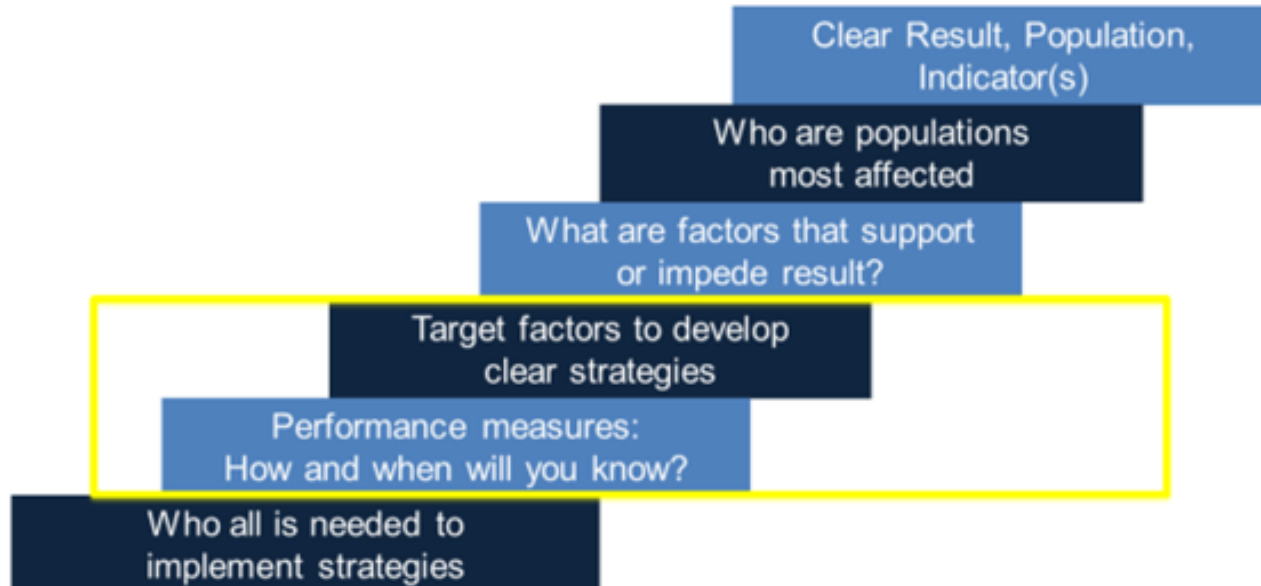 Clear Result, Population,
Indicator(s)
Who are populations
most affected
What are factors that support
or impede result?
Target factors to develop
clear strategies
Performance measures:
How and when will you know?
Who all is needed to
implement strategies